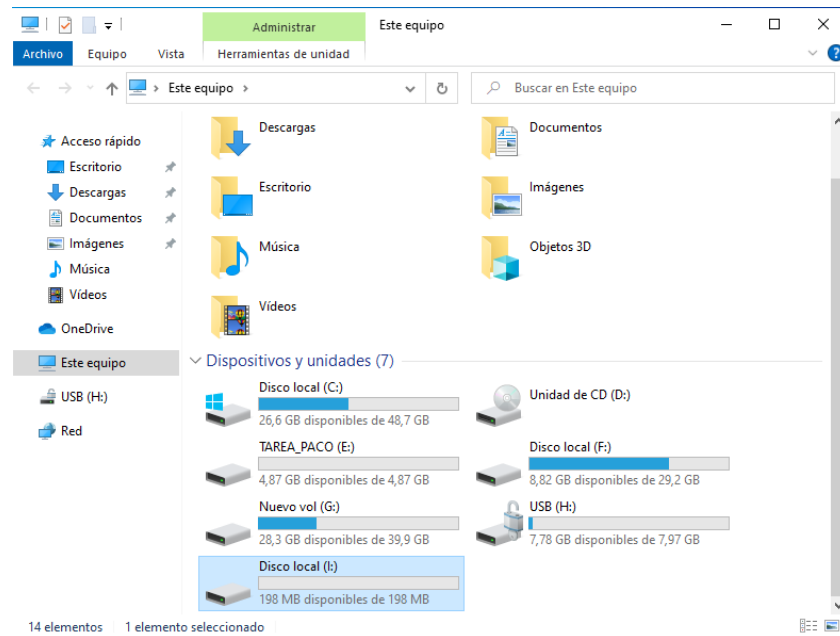 Administrar
Este equipo
Archivo
Equipo
Vista
Herramientas de unidad
?
Este equipo
Buscar en Este equipo
Acceso rápido
Escritorio
Descargas
Documentos
Imágenes
Música
Vídeos
OneDrive
Este equipo
USB (H:)
Red
Descargas
Documentos
Escritorio
Imágenes
Música
Objetos 3D
Vídeos
Dispositivos y unidades (7)
Disco local (C:)
26,6 GB disponibles de 48,7 GB
Unidad de CD (D:)
TAREA_PACO (E:)
4,87 GB disponibles de 4,87 GB
Disco local (F:)
8,82 GB disponibles de 29,2 GB
Nuevo vol (G:)
28,3 GB disponibles de 39,9 GB
USB (H:)
7,78 GB disponibles de 7,97 GB
Disco local (I:)
198 MB disponibles de 198 MB
14 elementos
1 elemento seleccionado